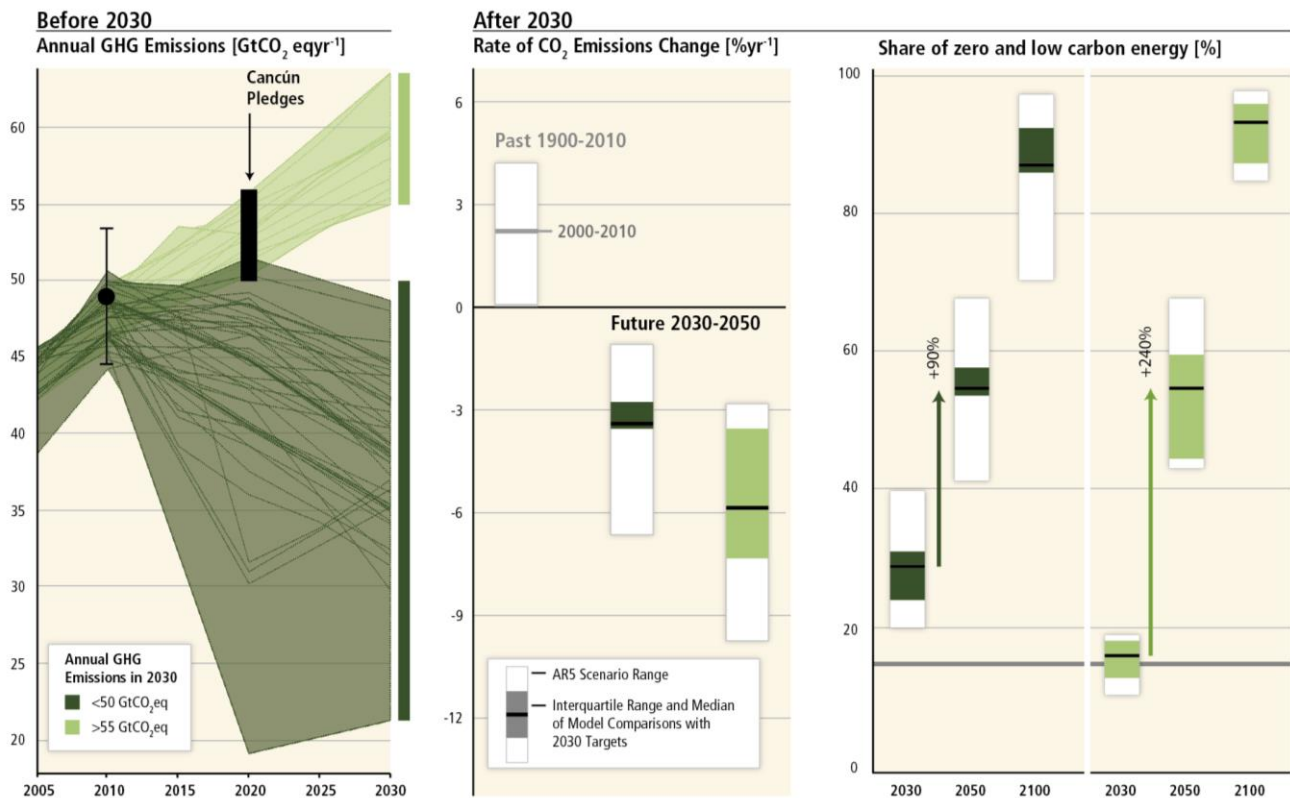 Before 2030
Annual GHG Emissions [GtCO₂ eqyr⁻¹]
Cancún
Pledges
60
55
50
45
40
35
30
25
20
Annual GHG
Emissions in 2030
<50 GtCO₂eq
>55 GtCO₂eq
2005
2010
2015
2020
2025
2030
After 2030
Rate of CO₂ Emissions Change [%yr⁻¹]
6
3
0
-3
-6
-9
-12
Past 1900-2010
2000-2010
Future 2030-2050
AR5 Scenario Range
Interquartile Range and Median
of Model Comparisons with
2030 Targets
Share of zero and low carbon energy [%]
100
80
60
40
20
0
+90%
+240%
2030
2050
2100
2030
2050
2100